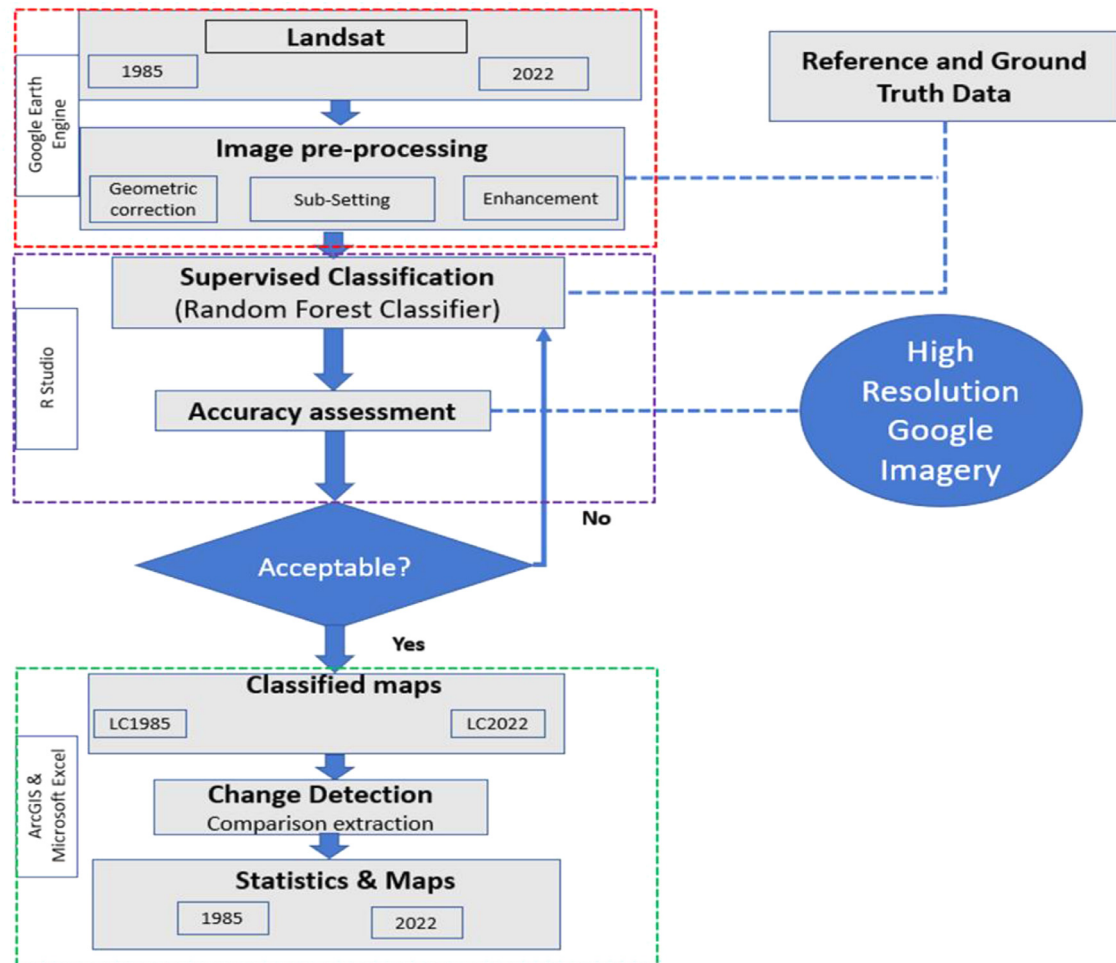 Landsat
1985
2022
Google Earth
Engine
Reference and Ground
Truth Data
Image pre-processing
Geometric
correction
Sub-Setting
Enhancement
Supervised Classification
(Random Forest Classifier)
R Studio
Accuracy assessment
High
Resolution
Google
Imagery
No
Acceptable?
Yes
Classified maps
LC1985
LC2022
ArcGIS &
Microsoft Excel
Change Detection
Comparison extraction
Statistics & Maps
1985
2022